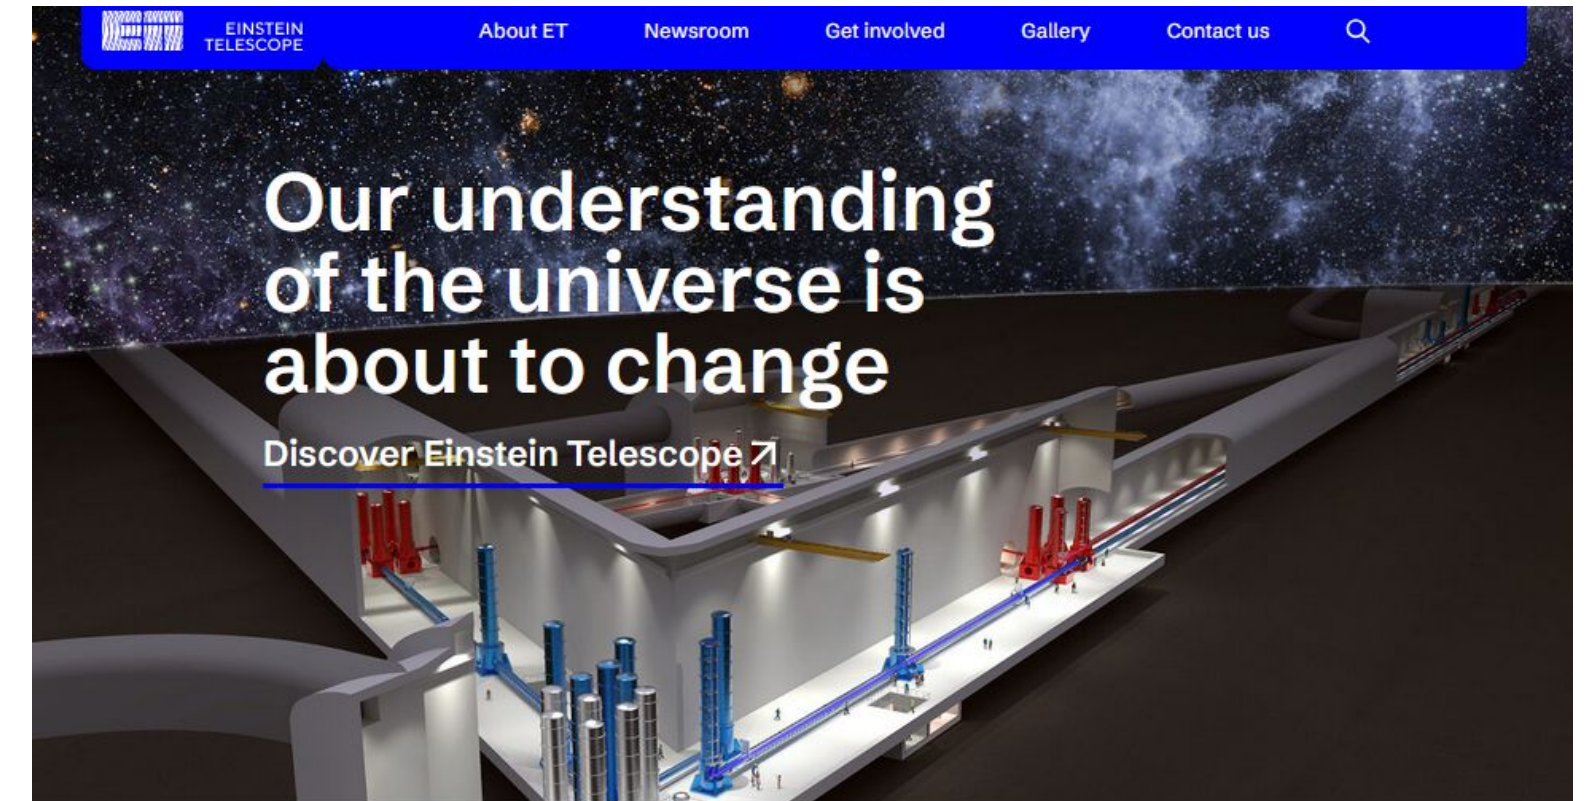 ET
EINSTEIN
TELESCOPE
About ET
Newsroom
Get involved
Gallery
Contact us
Our understanding
of the universe is
about to change
Discover Einstein Telescope